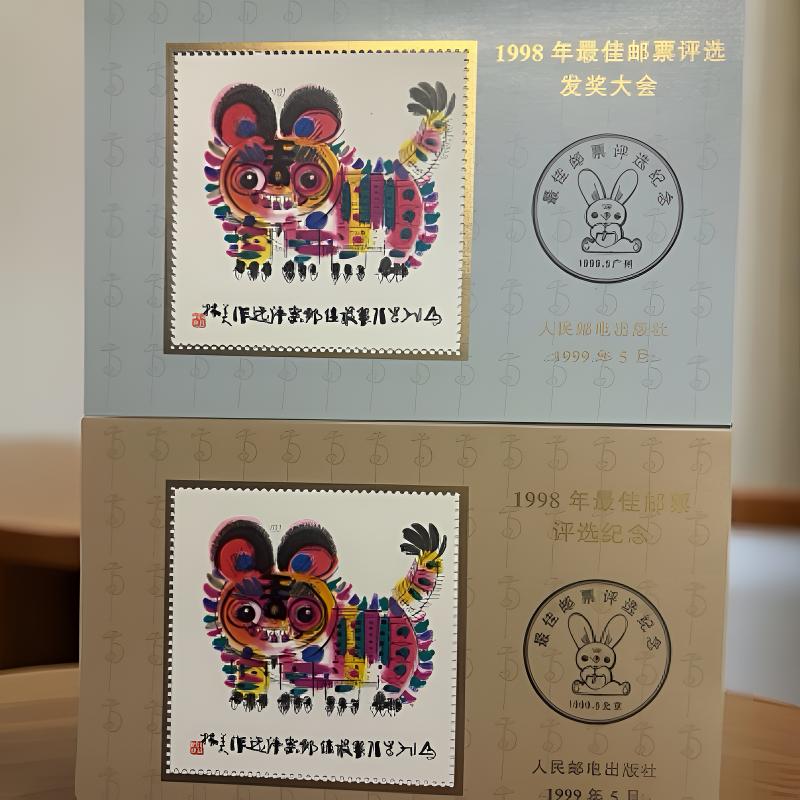 1998 年最佳邮票评选
发奖大会
最佳邮票评选纪念
1999.5广州
人民邮电出版社
1999 年 5 月
1998 年最佳邮票
评选纪念
最佳邮票评选纪念
1999.5北京
人民邮电出版社
1999 年 5 月